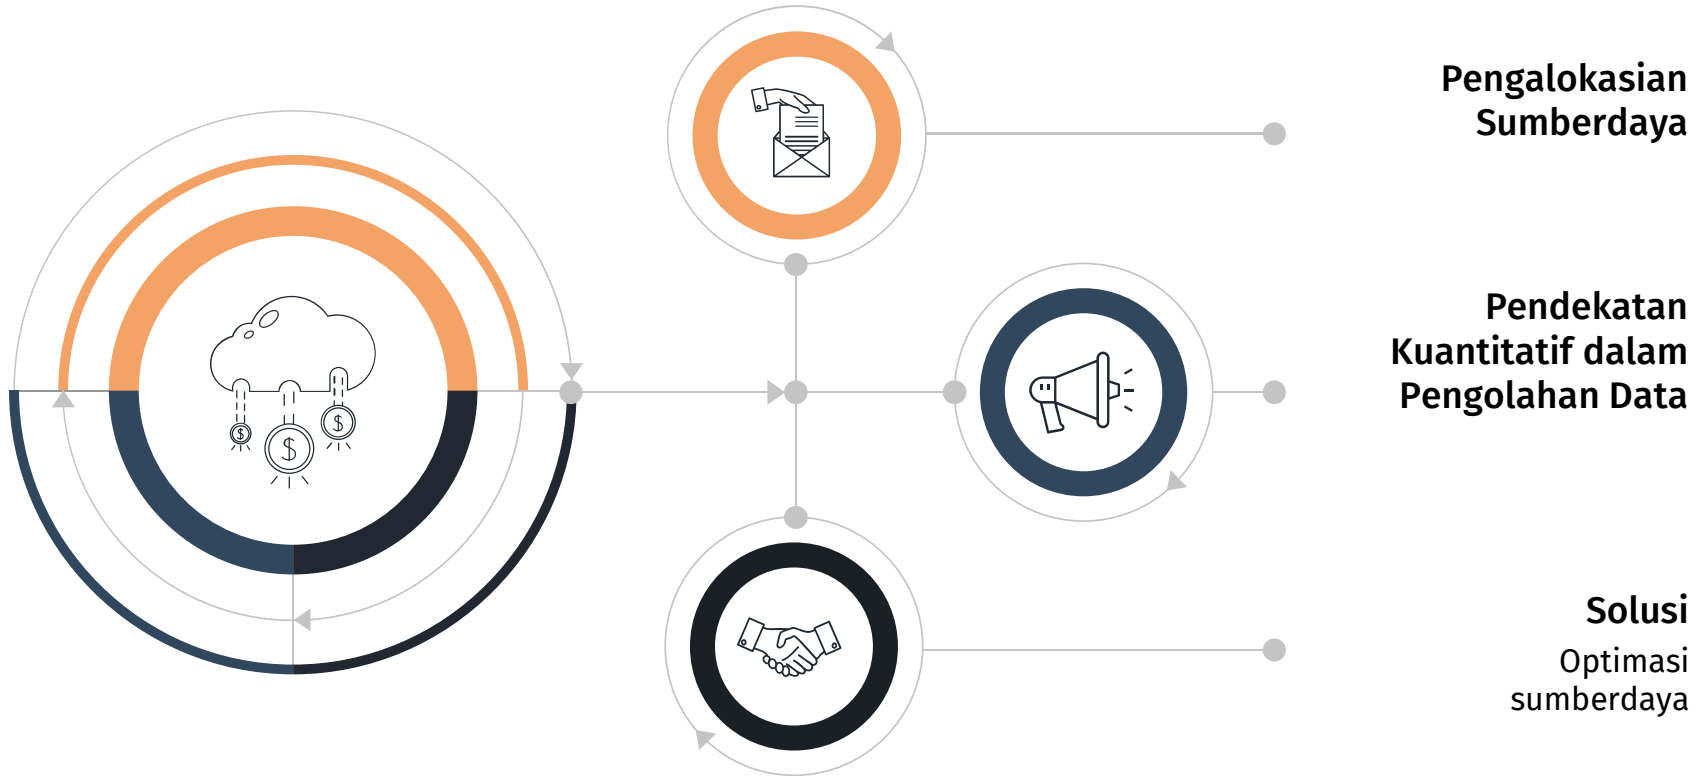 Pengalokasian
Sumberdaya
Pendekatan
Kuantitatif dalam
Pengolahan Data
Solusi
Optimasi
sumberdaya